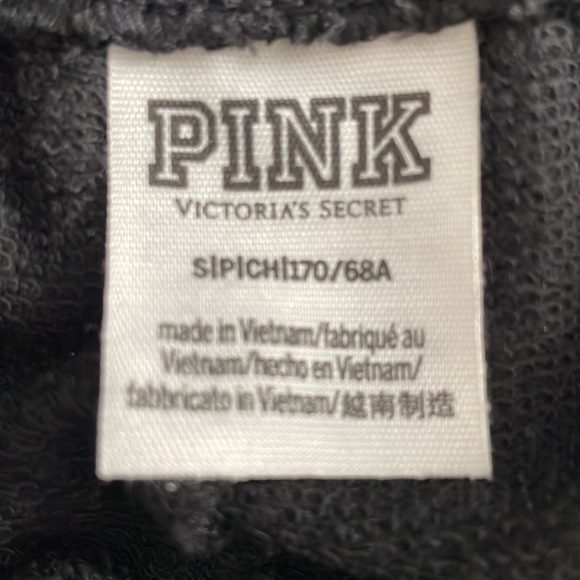 PINK
VICTORIA'S SECRET
S|P|CH|170/68A
made in Vietnam/fabriqué au
Vietnam/hecho en Vietnam/
fabbricato in Vietnam/越南制造